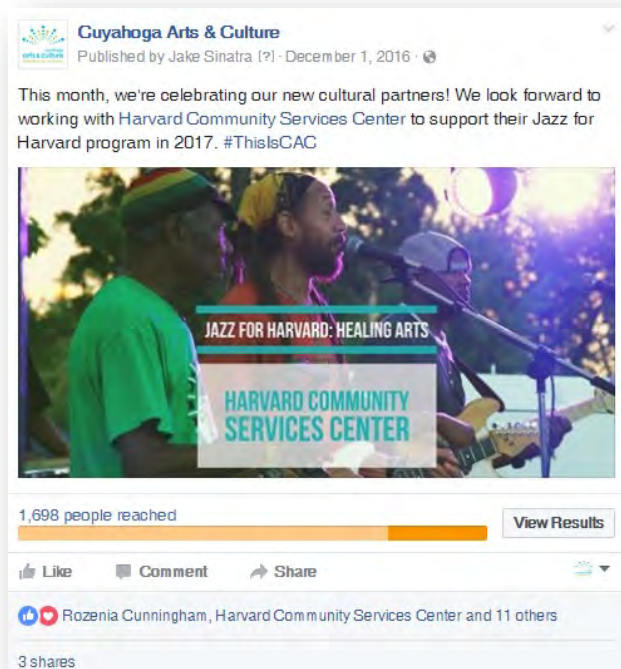 Cuyahoga Arts & Culture
Published by Jake Sinatra [?] · December 1, 2016 ·
This month, we're celebrating our new cultural partners! We look forward to
working with Harvard Community Services Center to support their Jazz for
Harvard program in 2017. #ThisIsCAC
JAZZ FOR HARVARD: HEALING ARTS
HARVARD COMMUNITY
SERVICES CENTER
1,698 people reached
View Results
Like Comment Share
Rozenia Cunningham, Harvard Community Services Center and 11 others
3 shares